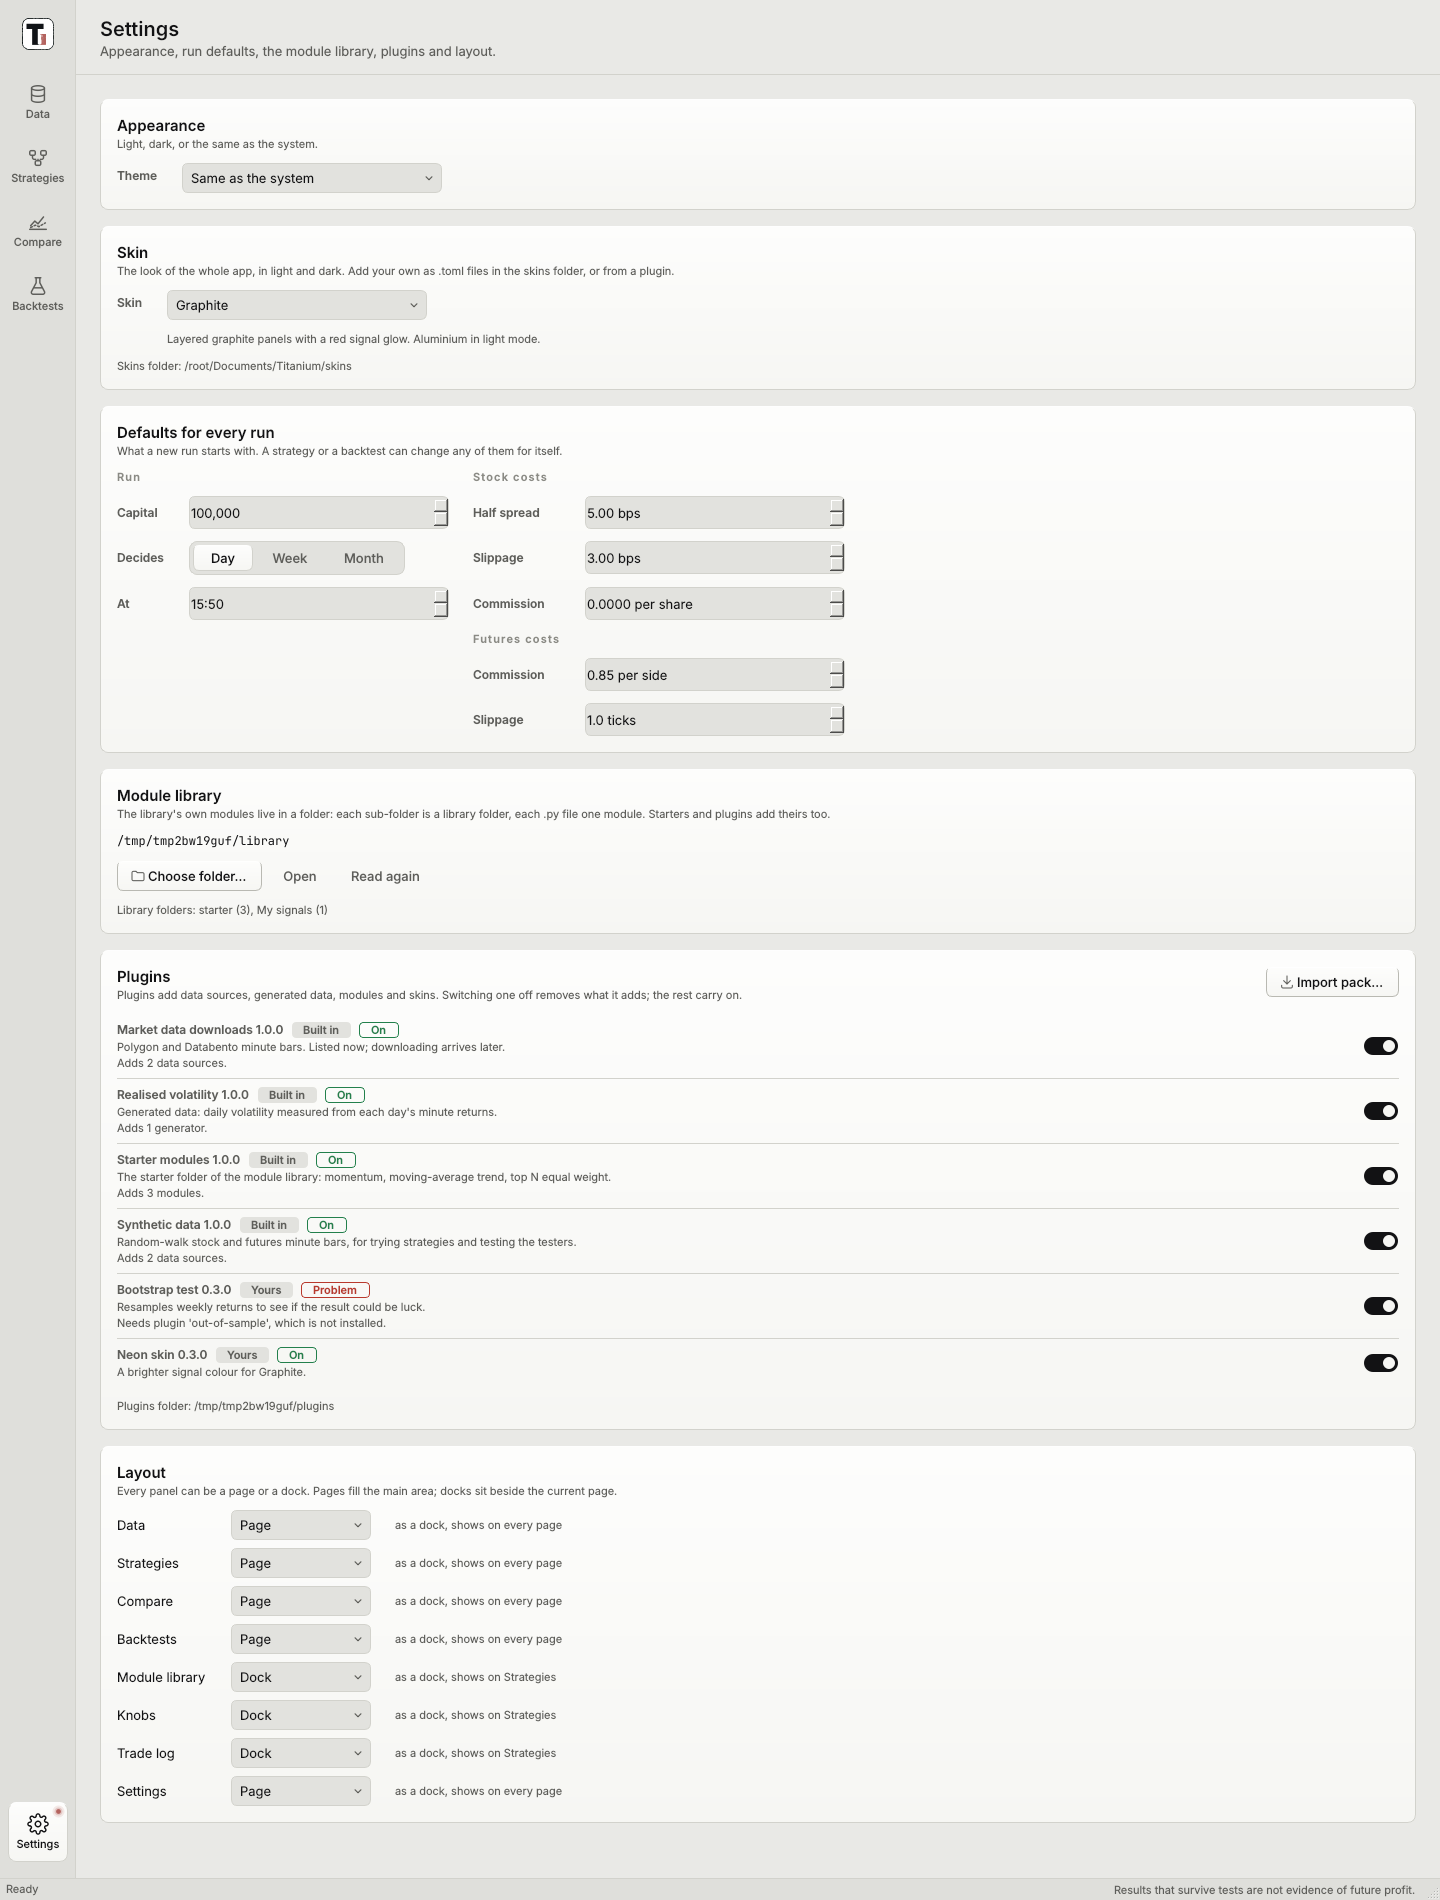 Ti
Settings
Appearance, run defaults, the module library, plugins and layout.
Data
Strategies
Compare
Backtests
Appearance
Light, dark, or the same as the system.
Theme Same as the system
Skin
The look of the whole app, in light and dark. Add your own as .toml files in the skins folder, or from a plugin.
Skin Graphite
Layered graphite panels with a red signal glow. Aluminium in light mode.
Skins folder: /root/Documents/Titanium/skins
Defaults for every run
What a new run starts with. A strategy or a backtest can change any of them for itself.
Run
Capital 100,000
Decides Day Week Month
At 15:50
Stock costs
Half spread 5.00 bps
Slippage 3.00 bps
Commission 0.0000 per share
Futures costs
Commission 0.85 per side
Slippage 1.0 ticks
Module library
The library's own modules live in a folder: each sub-folder is a library folder, each .py file one module. Starters and plugins add theirs too.
/tmp/tmp2bw19guf/library
Choose folder... Open Read again
Library folders: starter (3), My signals (1)
Plugins
Plugins add data sources, generated data, modules and skins. Switching one off removes what it adds; the rest carry on.
Import pack...
Market data downloads 1.0.0 Built in On
Polygon and Databento minute bars. Listed now; downloading arrives later.
Adds 2 data sources.
Realised volatility 1.0.0 Built in On
Generated data: daily volatility measured from each day's minute returns.
Adds 1 generator.
Starter modules 1.0.0 Built in On
The starter folder of the module library: momentum, moving-average trend, top N equal weight.
Adds 3 modules.
Synthetic data 1.0.0 Built in On
Random-walk stock and futures minute bars, for trying strategies and testing the testers.
Adds 2 data sources.
Bootstrap test 0.3.0 Yours Problem
Resamples weekly returns to see if the result could be luck.
Needs plugin 'out-of-sample', which is not installed.
Neon skin 0.3.0 Yours On
A brighter signal colour for Graphite.
Plugins folder: /tmp/tmp2bw19guf/plugins
Layout
Every panel can be a page or a dock. Pages fill the main area; docks sit beside the current page.
Data Page as a dock, shows on every page
Strategies Page as a dock, shows on every page
Compare Page as a dock, shows on every page
Backtests Page as a dock, shows on every page
Module library Dock as a dock, shows on Strategies
Knobs Dock as a dock, shows on Strategies
Trade log Dock as a dock, shows on Strategies
Settings Page as a dock, shows on every page
Settings
Ready
Results that survive tests are not evidence of future profit.